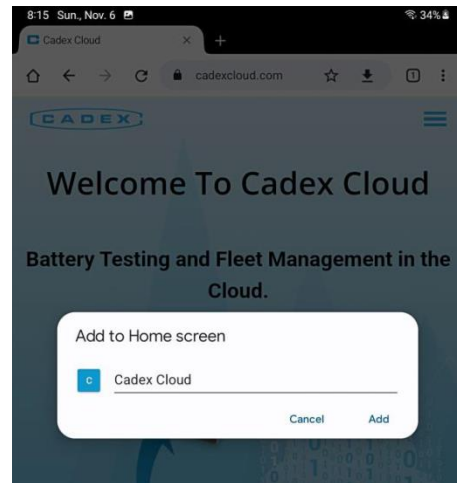 8:15 Sun., Nov. 6
34%
Cadex Cloud
cadexcloud.com
1
CADEX
Welcome To Cadex Cloud
Battery Testing and Fleet Management in the
Cloud.
Add to Home screen
C Cadex Cloud
Cancel Add